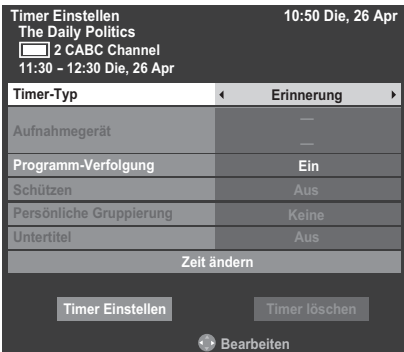 Timer Einstellen 10:50 Die, 26 Apr
The Daily Politics
2 CABC Channel
11:30 - 12:30 Die, 26 Apr
Timer-Typ Erinnerung
Aufnahmegerät —
—
Programm-Verfolgung Ein
Schützen Aus
Persönliche Gruppierung Keine
Untertitel Aus
Zeit ändern
Timer Einstellen Timer löschen
Bearbeiten